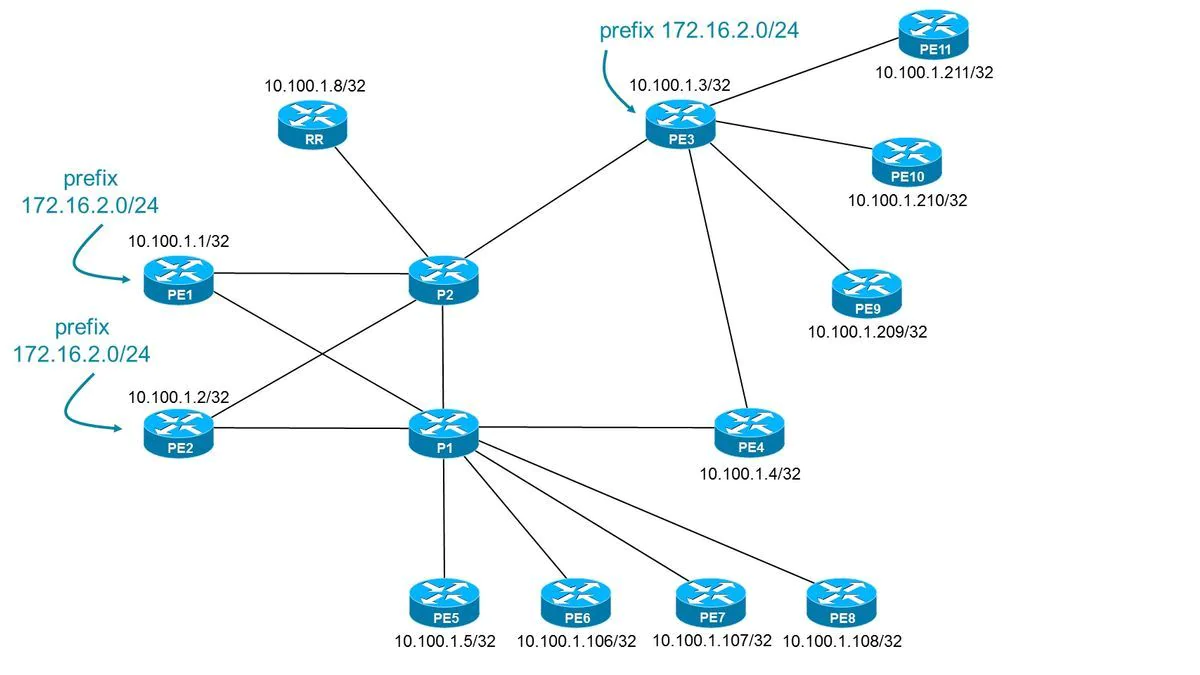 prefix 172.16.2.0/24
PE11
10.100.1.211/32
10.100.1.8/32
10.100.1.3/32
RR
PE3
PE10
10.100.1.210/32
prefix
172.16.2.0/24
10.100.1.1/32
PE1
P2
PE9
10.100.1.209/32
prefix
172.16.2.0/24
10.100.1.2/32
PE2
P1
PE4
10.100.1.4/32
PE5
PE6
PE7
PE8
10.100.1.5/32
10.100.1.106/32
10.100.1.107/32
10.100.1.108/32